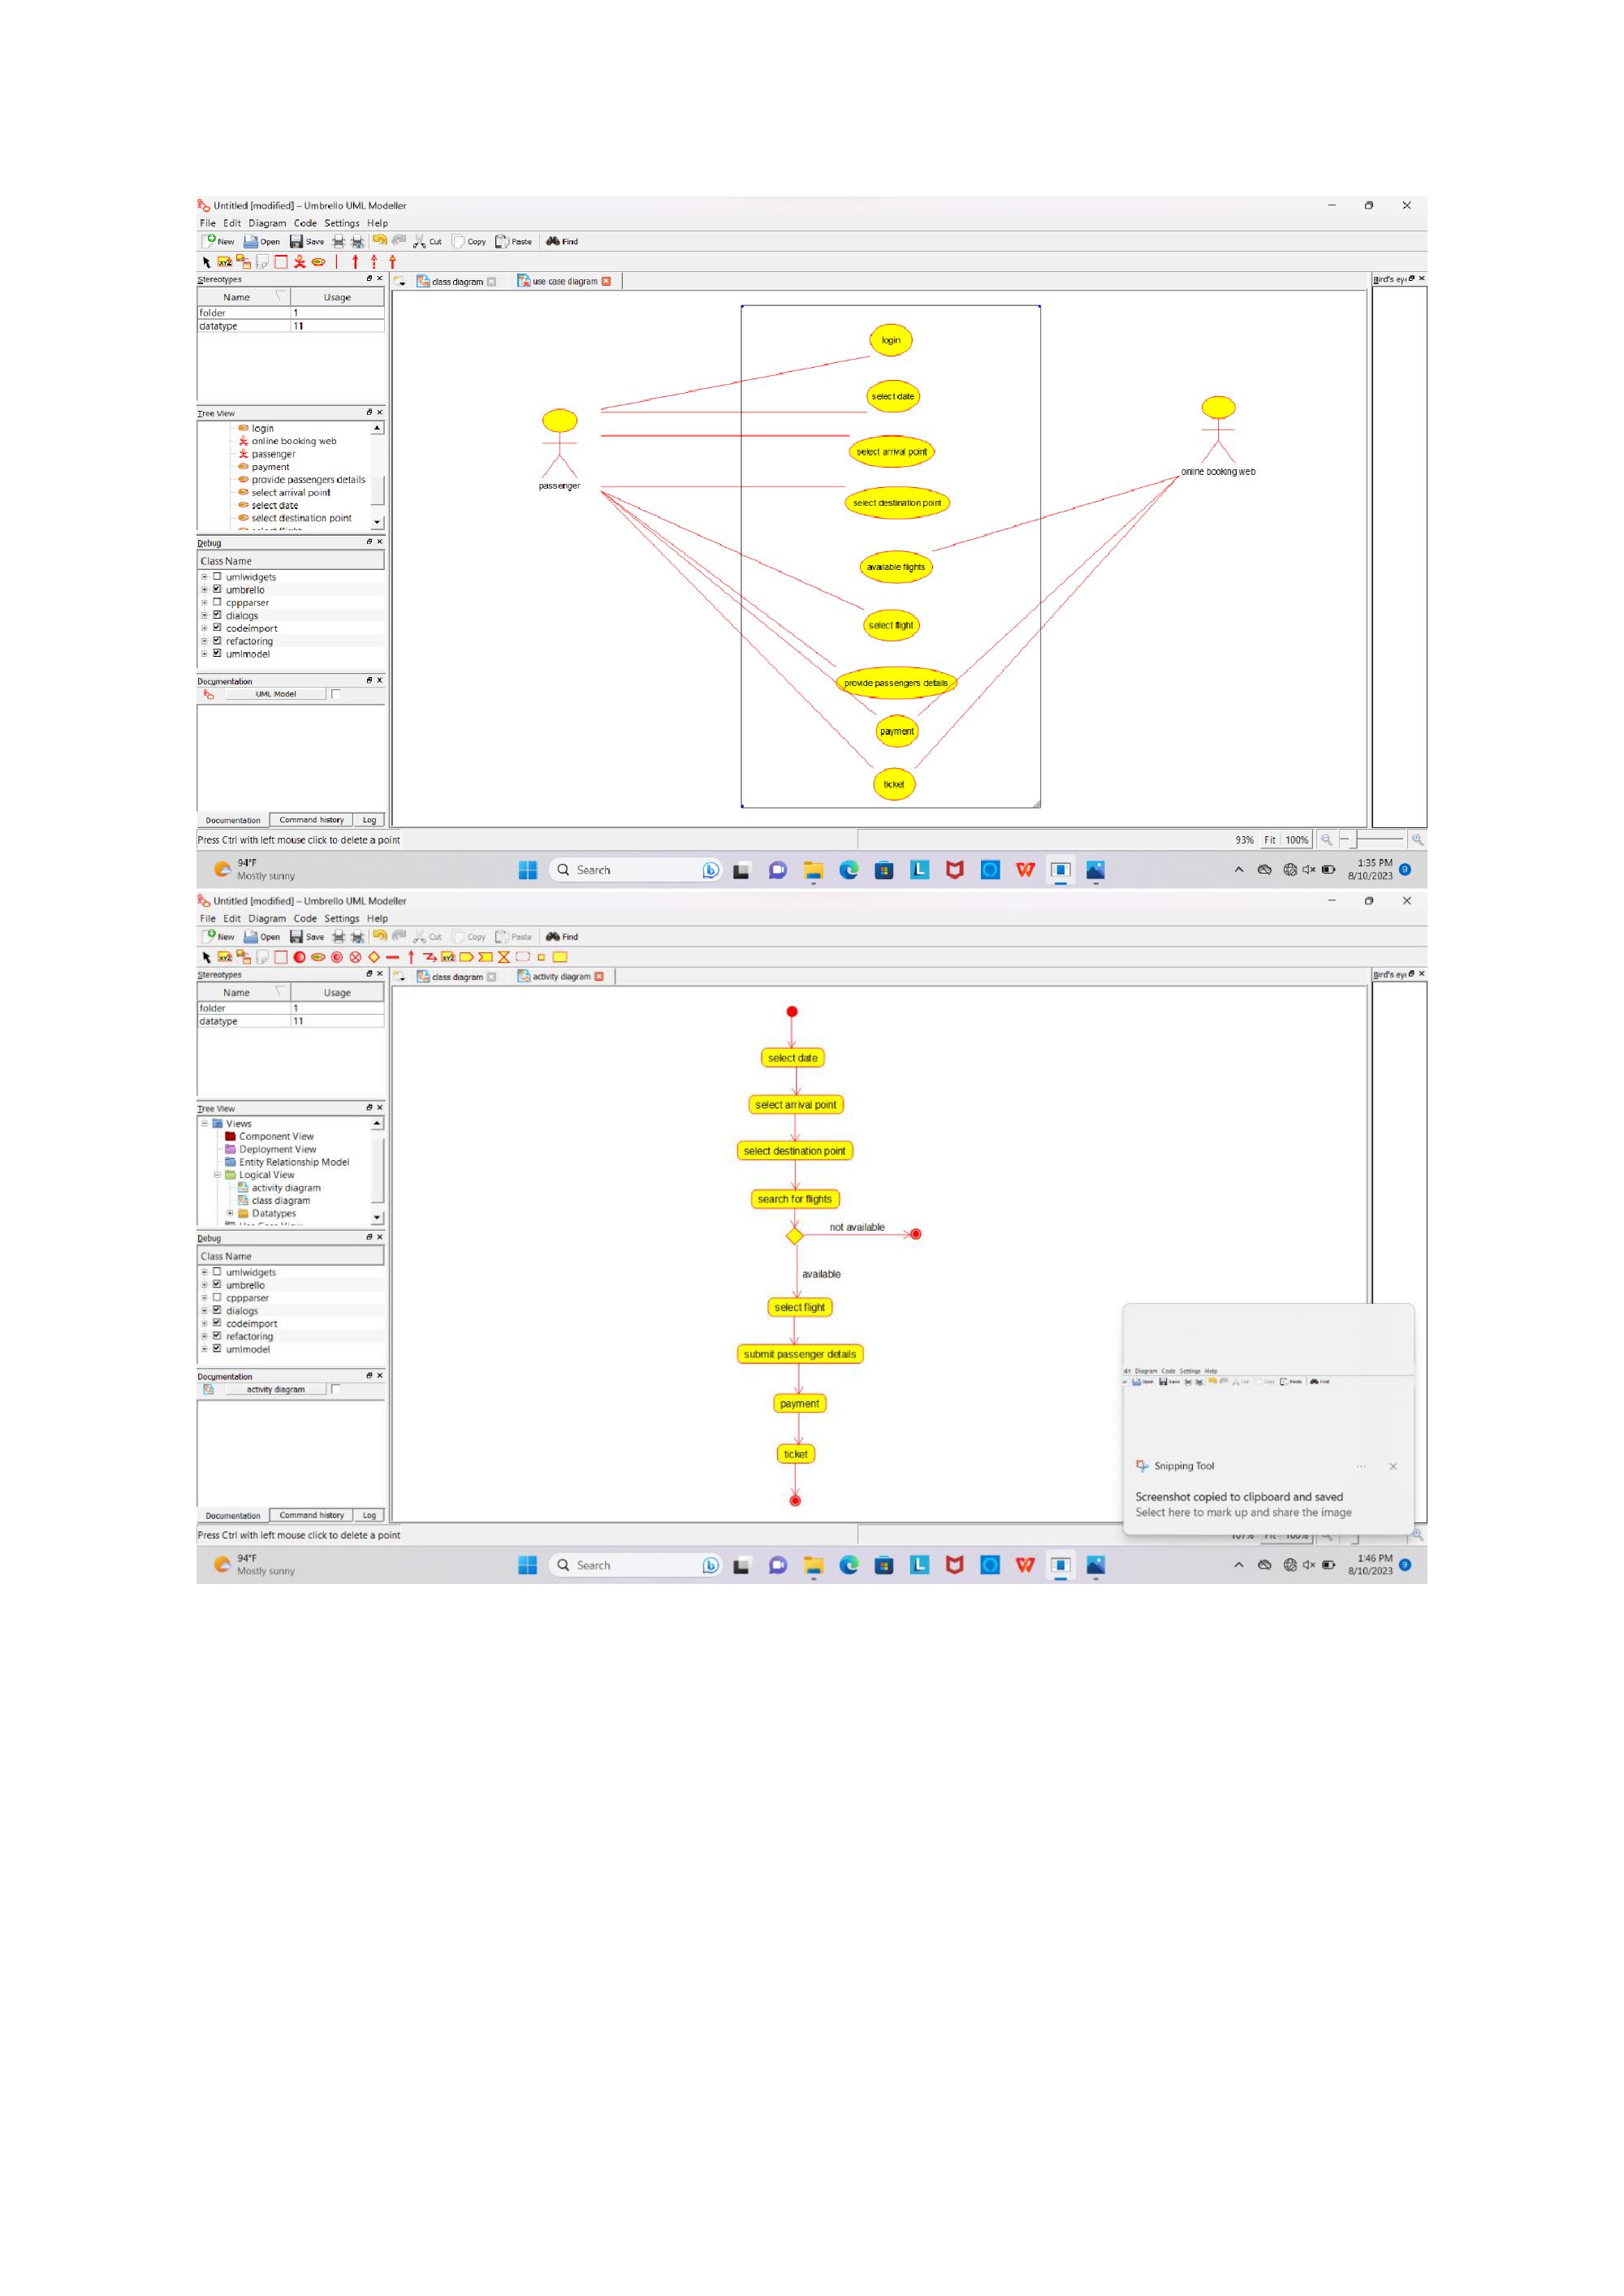 Untitled [modified] – Umbrello UML Modeller
File Edit Diagram Code Settings Help
New Open Save Cut Copy Paste Find
Stereotypes
class diagram use case diagram
Bird's eye
Name Usage
folder 1
datatype 11
Tree View
login
online booking web
passenger
payment
provide passengers details
select arrival point
select date
select destination point
Debug
Class Name
umlwidgets
umbrello
cppparser
dialogs
codeimport
refactoring
umlmodel
Documentation
UML Model
login
select date
select arrival point
select destination point
available flights
select flight
provide passengers details
payment
ticket
passenger
online booking web
Documentation Command history Log
Press Ctrl with left mouse click to delete a point
93% Fit 100%
94°F
Mostly sunny
Search
1:35 PM
8/10/2023
9
Untitled [modified] – Umbrello UML Modeller
File Edit Diagram Code Settings Help
New Open Save Cut Copy Paste Find
Stereotypes
class diagram activity diagram
Bird's eye
Name Usage
folder 1
datatype 11
Tree View
Views
Component View
Deployment View
Entity Relationship Model
Logical View
activity diagram
class diagram
Datatypes
Debug
Class Name
umlwidgets
umbrello
cppparser
dialogs
codeimport
refactoring
umlmodel
Documentation
activity diagram
select date
select arrival point
select destination point
search for flights
not available
available
select flight
submit passenger details
payment
ticket
Diagram Code Settings Help
Snipping Tool
Screenshot copied to clipboard and saved
Select here to mark up and share the image
Documentation Command history Log
Press Ctrl with left mouse click to delete a point
94°F
Mostly sunny
Search
1:46 PM
8/10/2023
9